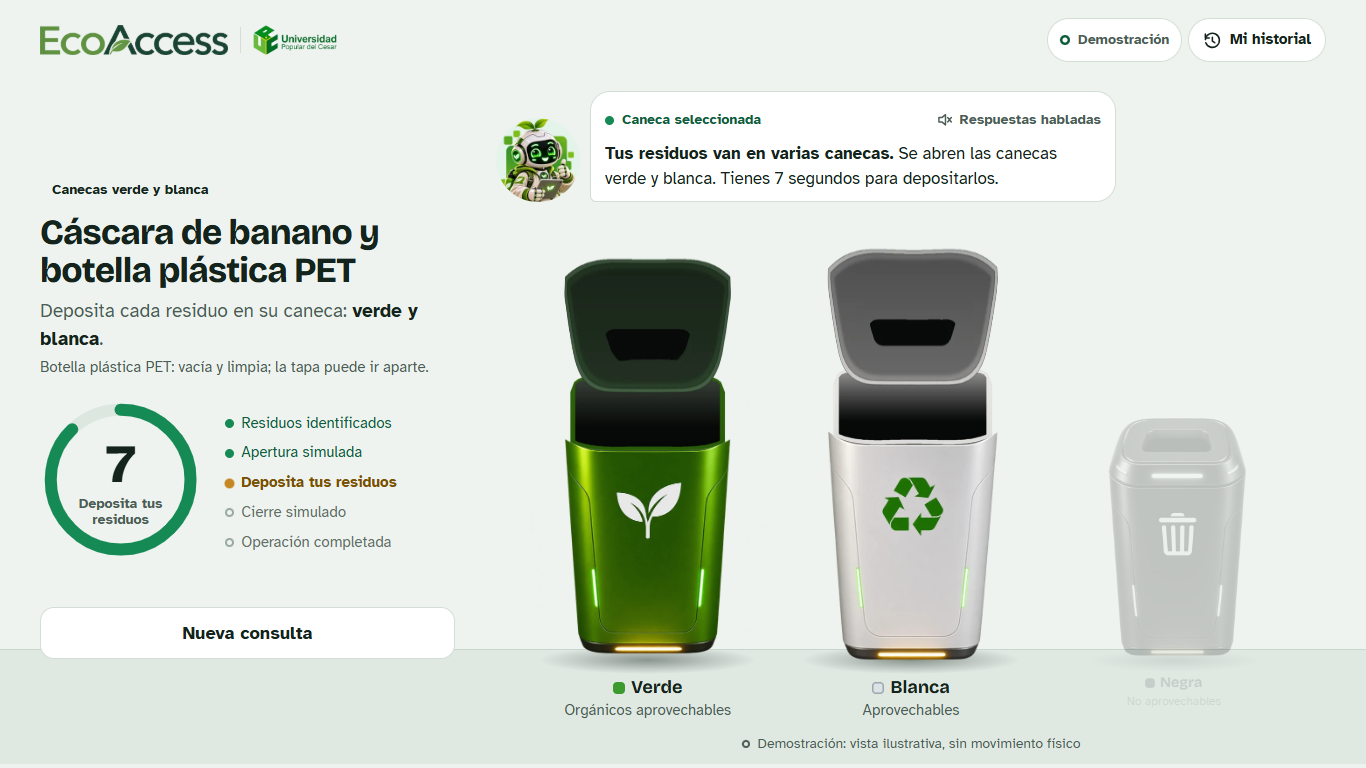 EcoAccess
Universidad
Popular del Cesar
Demostración
Mi historial
Caneca seleccionada
Respuestas habladas
Tus residuos van en varias canecas. Se abren las canecas
verde y blanca. Tienes 7 segundos para depositarlos.
Canecas verde y blanca
Cáscara de banano y
botella plástica PET
Deposita cada residuo en su caneca: verde y
blanca.
Botella plástica PET: vacía y limpia; la tapa puede ir aparte.
7
Deposita tus
residuos
Residuos identificados
Apertura simulada
Deposita tus residuos
Cierre simulado
Operación completada
Nueva consulta
Verde
Orgánicos aprovechables
Blanca
Aprovechables
Negra
No aprovechables
Demostración: vista ilustrativa, sin movimiento físico